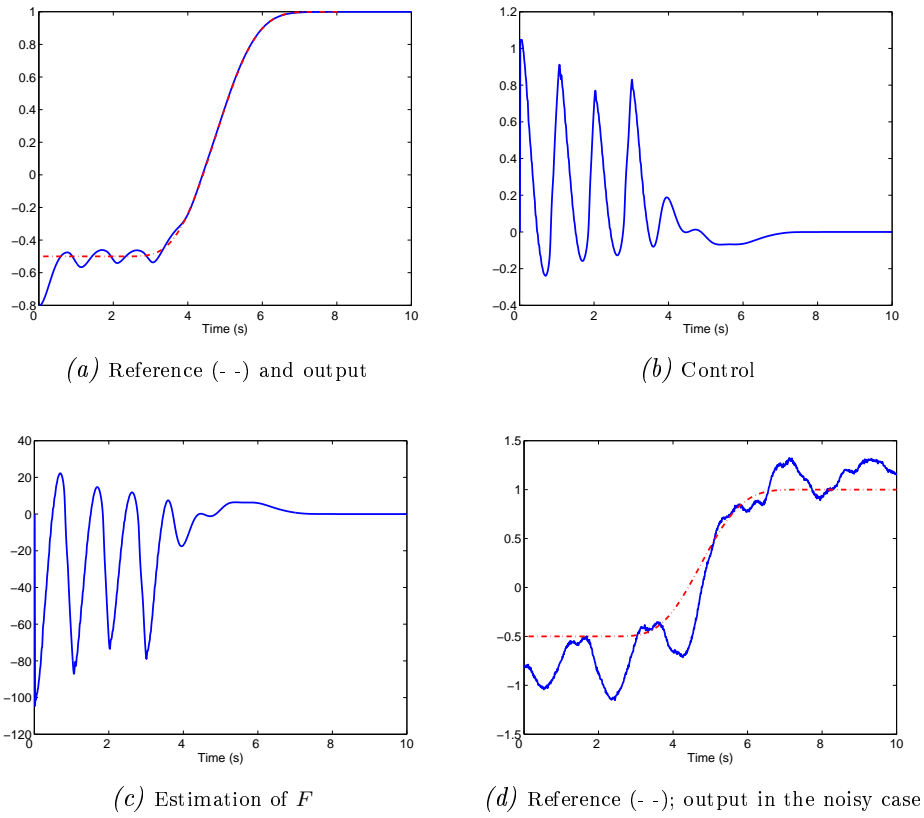 1
0.8
0.6
0.4
0.2
0
−0.2
−0.4
−0.6
−0.8
0 2 4 6 8 10
Time (s)
(a) Reference (- -) and output
1.2
1
0.8
0.6
0.4
0.2
0
−0.2
−0.4
0 2 4 6 8 10
Time (s)
(b) Control
40
20
0
−20
−40
−60
−80
−100
−120
0 2 4 6 8 10
Time (s)
(c) Estimation of F
1.5
1
0.5
0
−0.5
−1
−1.5
0 2 4 6 8 10
Time (s)
(d) Reference (- -); output in the noisy case